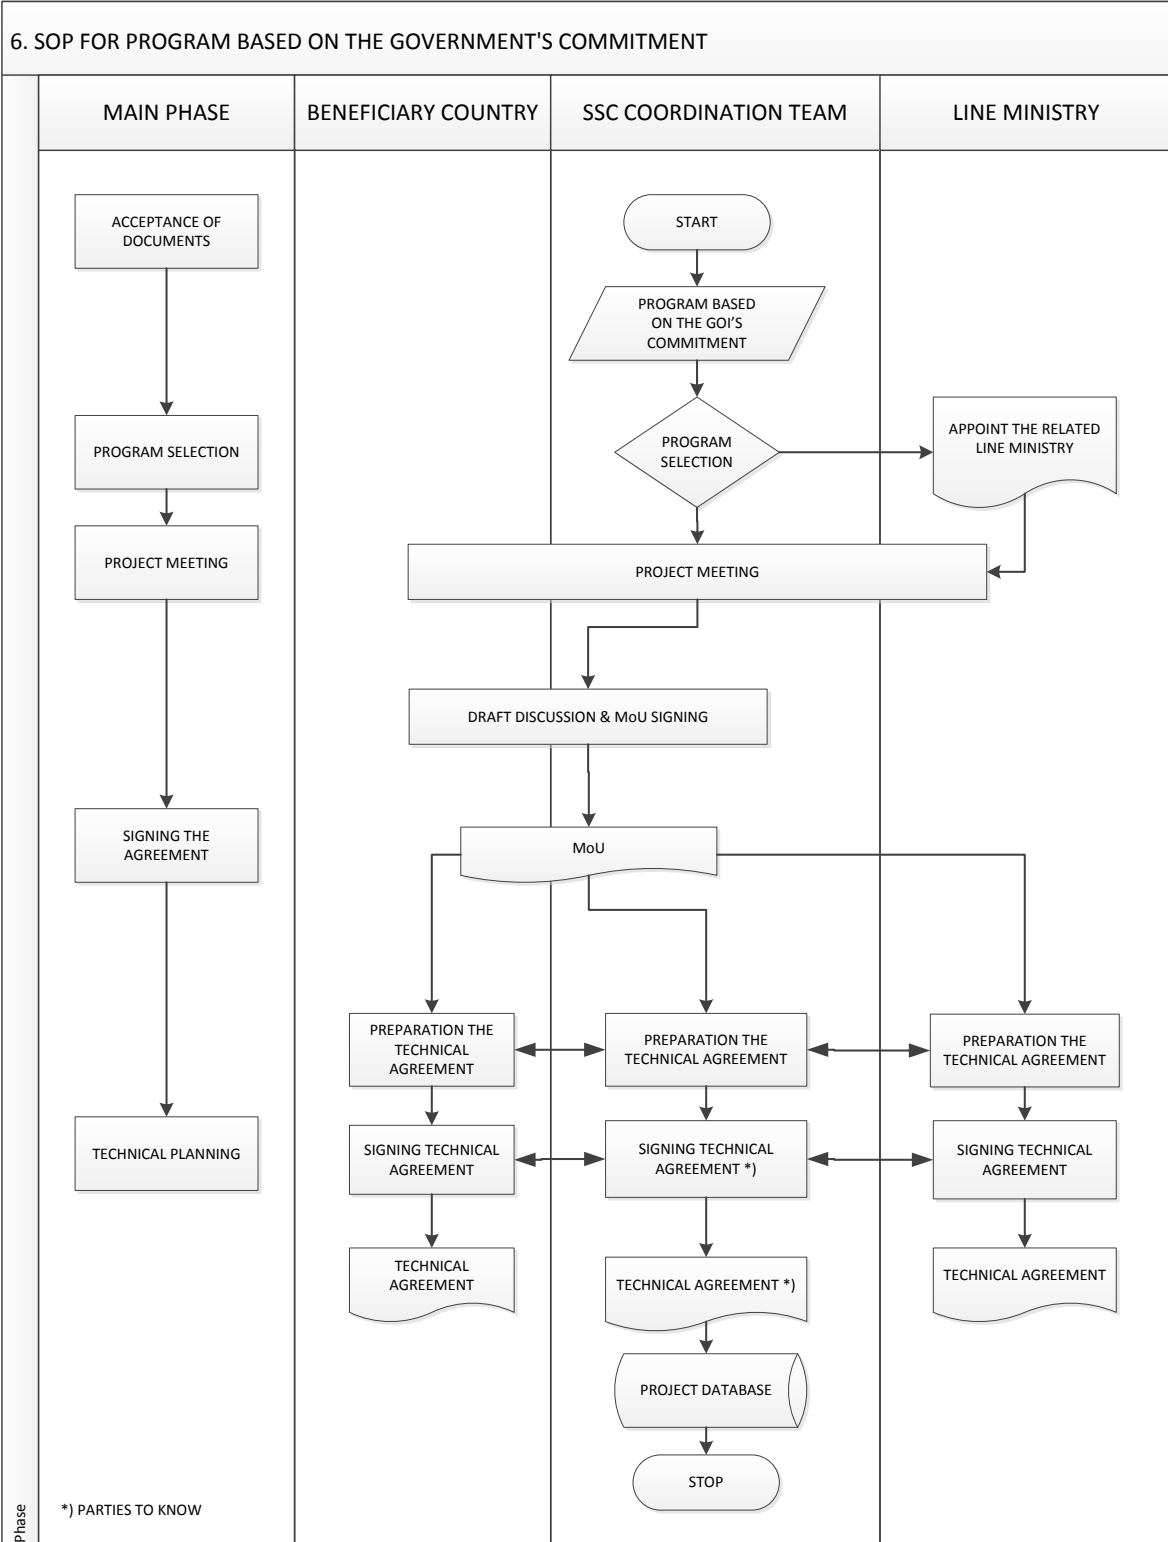 6. SOP FOR PROGRAM BASED ON THE GOVERNMENT'S COMMITMENT
MAIN PHASE
BENEFICIARY COUNTRY
SSC COORDINATION TEAM
LINE MINISTRY
ACCEPTANCE OF
DOCUMENTS
START
PROGRAM BASED
ON THE GOI'S
COMMITMENT
PROGRAM SELECTION
PROGRAM
SELECTION
APPOINT THE RELATED
LINE MINISTRY
PROJECT MEETING
PROJECT MEETING
DRAFT DISCUSSION & MoU SIGNING
SIGNING THE
AGREEMENT
MoU
PREPARATION THE
TECHNICAL
AGREEMENT
PREPARATION THE
TECHNICAL AGREEMENT
PREPARATION THE
TECHNICAL AGREEMENT
TECHNICAL PLANNING
SIGNING TECHNICAL
AGREEMENT
SIGNING TECHNICAL
AGREEMENT *)
SIGNING TECHNICAL
AGREEMENT
TECHNICAL
AGREEMENT
TECHNICAL AGREEMENT *)
TECHNICAL AGREEMENT
PROJECT DATABASE
STOP
*) PARTIES TO KNOW
Phase